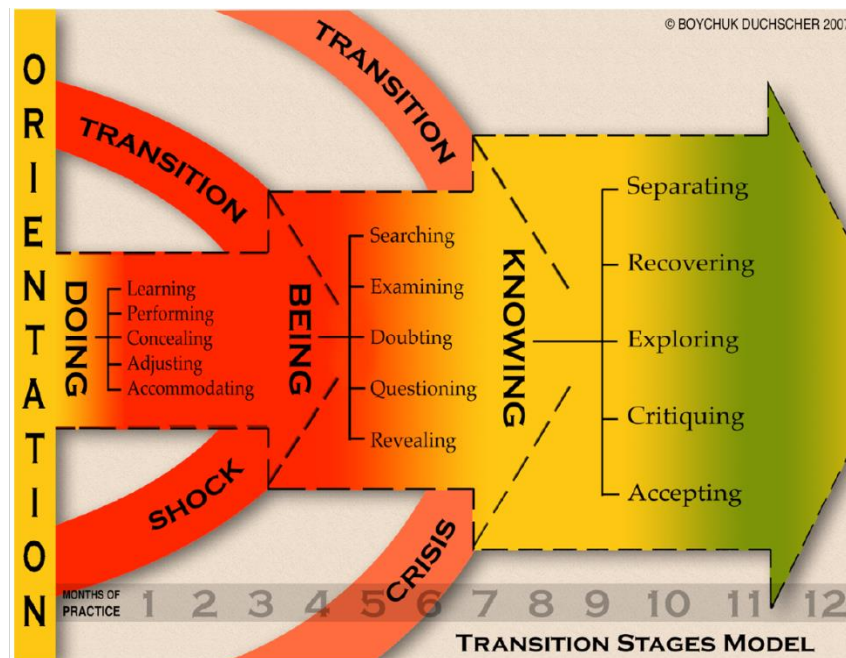 © BOYCHUK DUCHSCHER 2007
ORIENTATION
TRANSITION
TRANSITION
DOING
Learning
Performing
Concealing
Adjusting
Accommodating
BEING
Searching
Examining
Doubting
Questioning
Revealing
KNOWING
Separating
Recovering
Exploring
Critiquing
Accepting
SHOCK
CRISIS
MONTHS OF
PRACTICE 1 2 3 4 5 6 7 8 9 10 11 12
TRANSITION STAGES MODEL